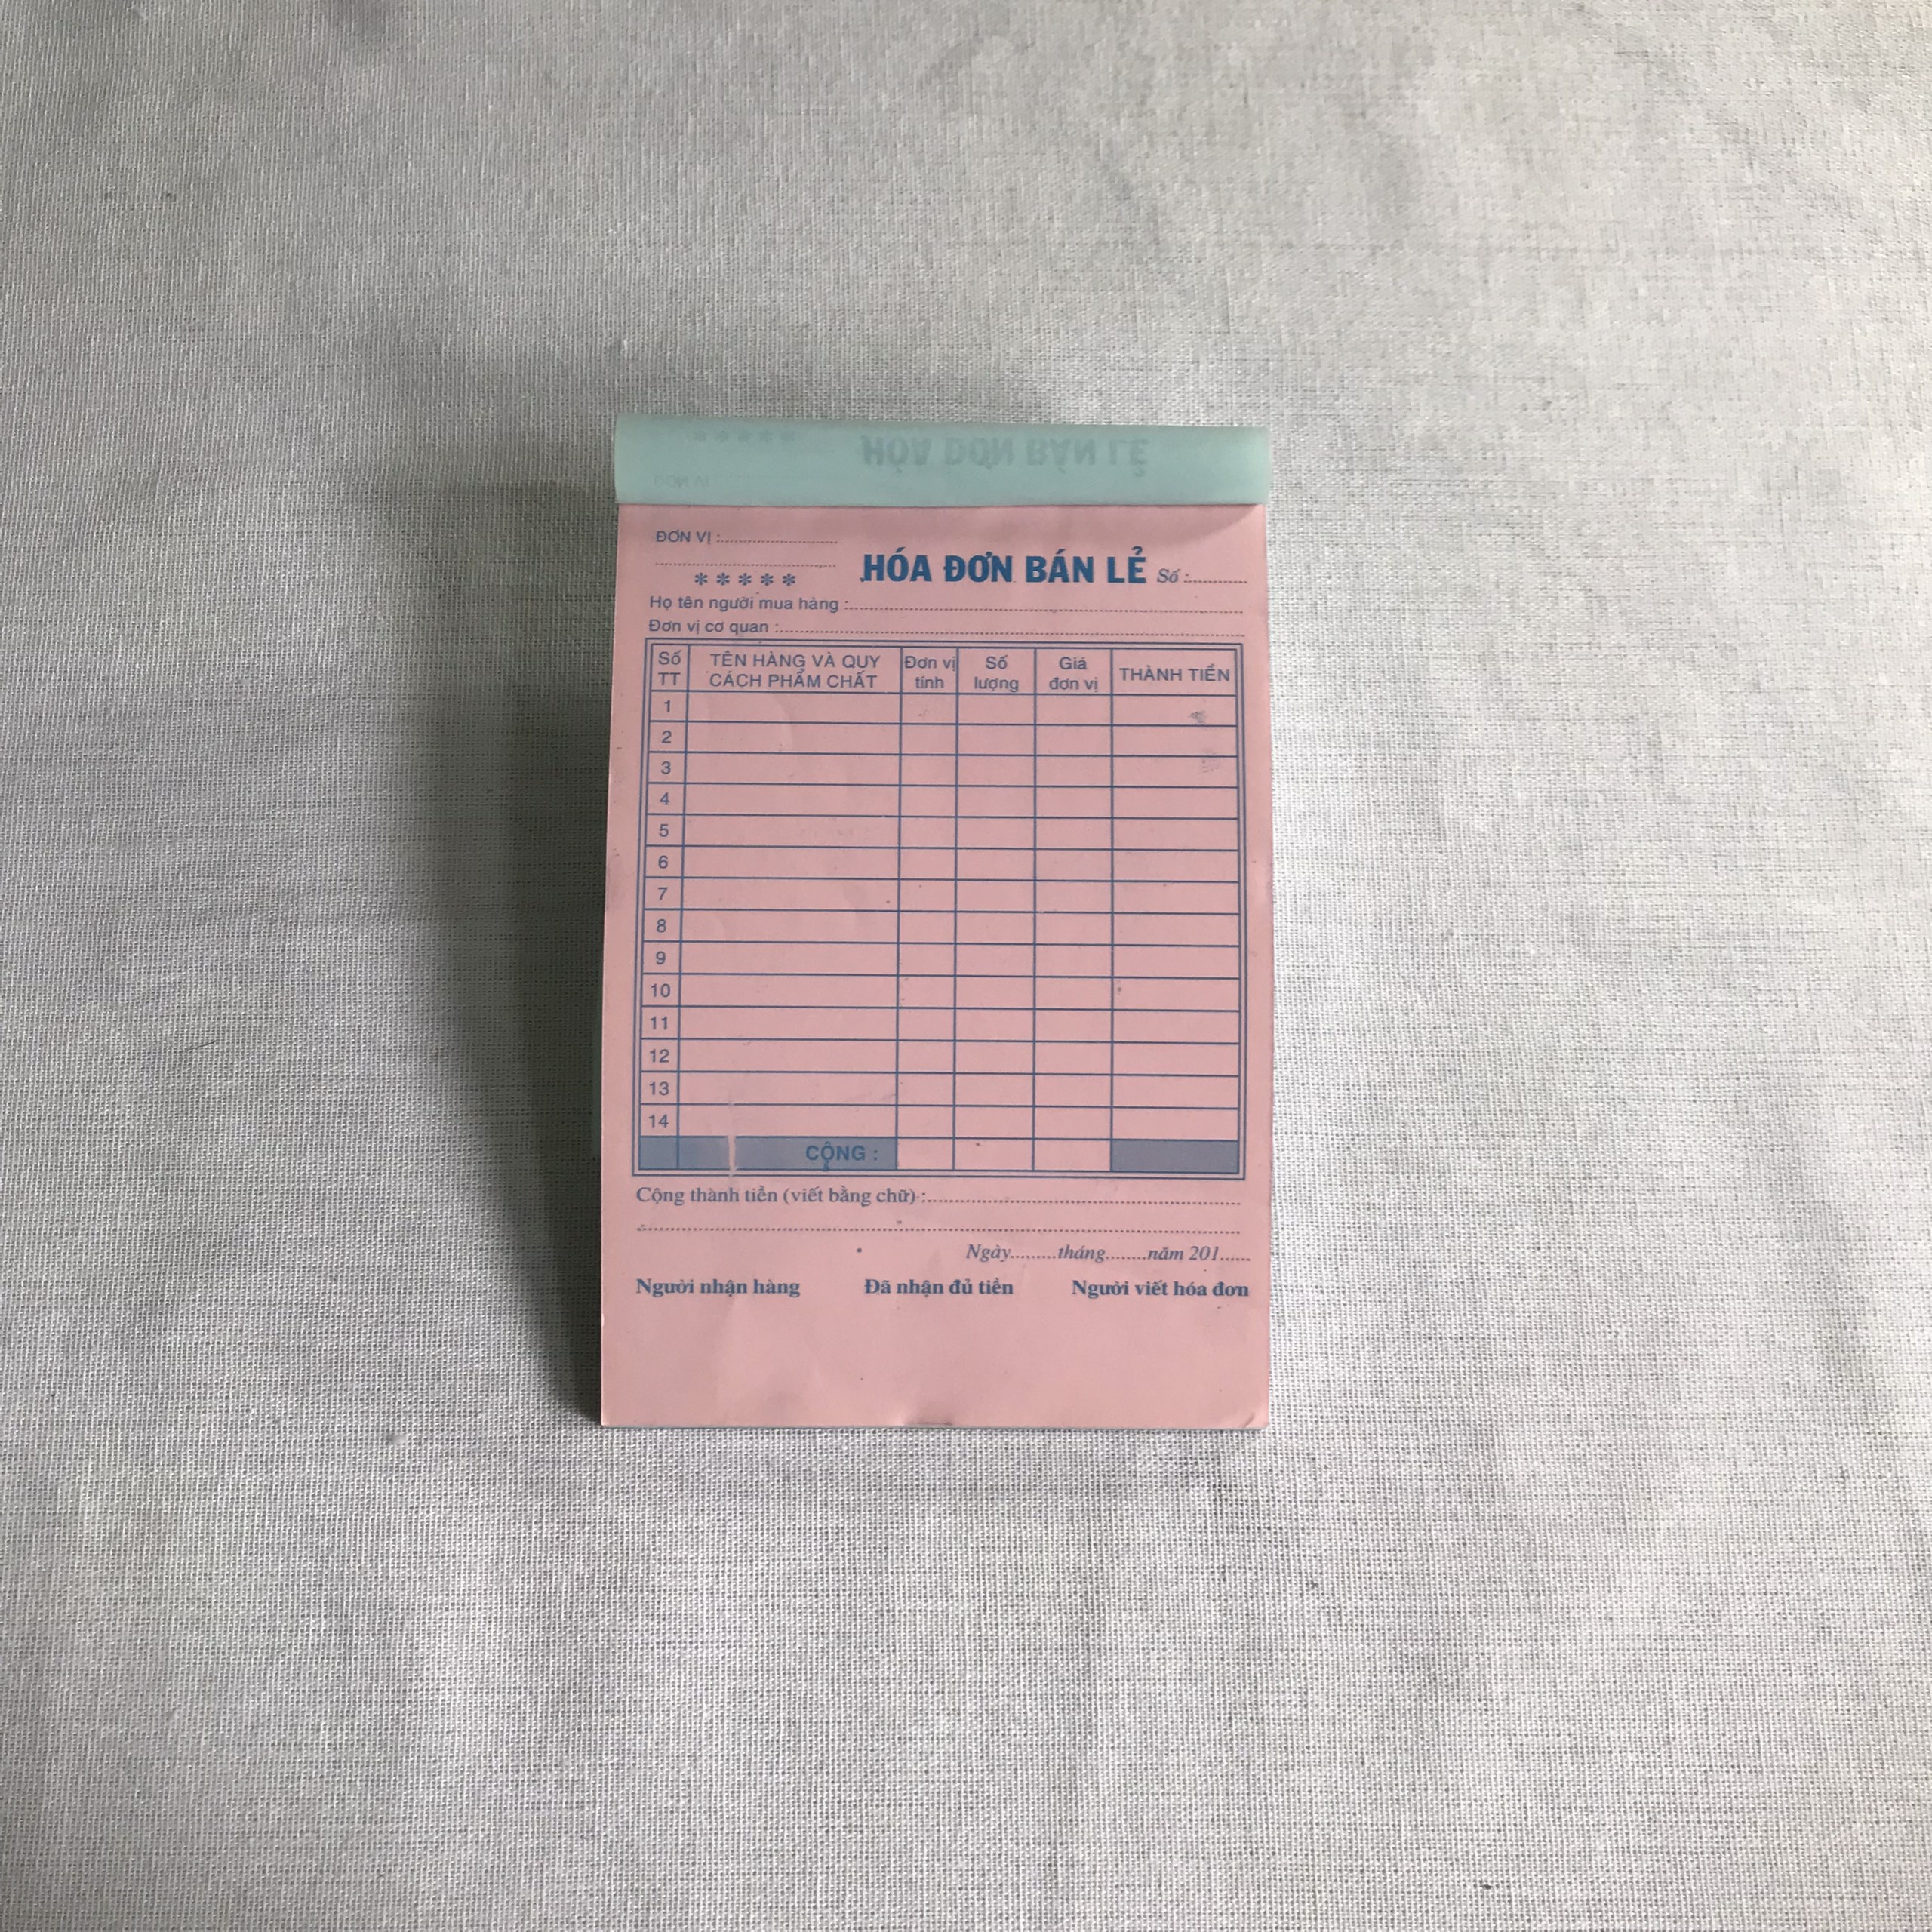 HÓA ĐƠN BÁN LẺ
ĐƠN VỊ :
*****
HÓA ĐƠN BÁN LẺ Số :
Họ tên người mua hàng :
Đơn vị cơ quan :
Số TT
TÊN HÀNG VÀ QUY CÁCH PHẨM CHẤT
Đơn vị tính
Số lượng
Giá đơn vị
THÀNH TIỀN
1
2
3
4
5
6
7
8
9
10
11
12
13
14
CỘNG :
Cộng thành tiền (viết bằng chữ) :
Ngày.........tháng........năm 201......
Người nhận hàng Đã nhận đủ tiền Người viết hóa đơn